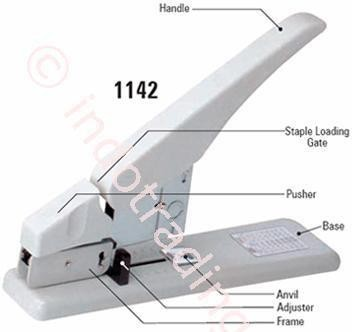 Handle
1142
Staple Loading
Gate
Pusher
Base
Anvil
Adjuster
Frame
© indotrading